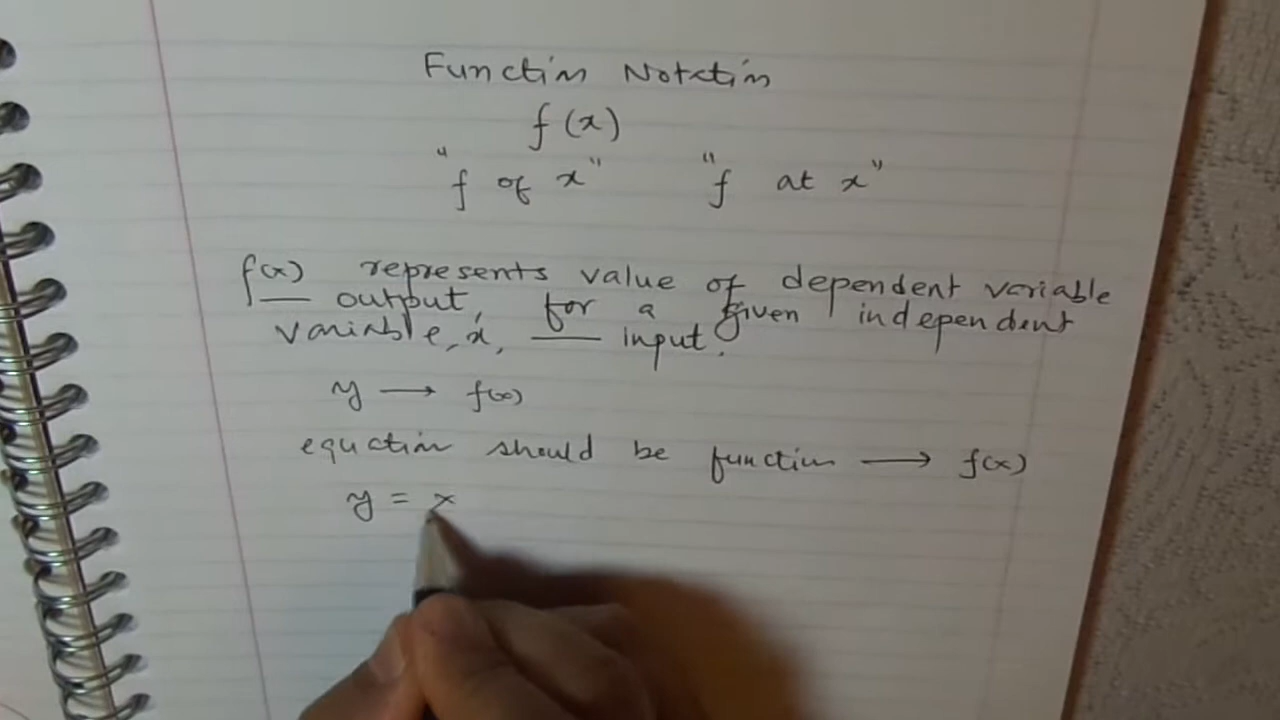 Function Notation
f(x)
"f of x" "f at x"
f(x) represents value of dependent variable
— output, for a given independent
variable, x, — input.
y → f(x)
equation should be function → f(x)
y = x